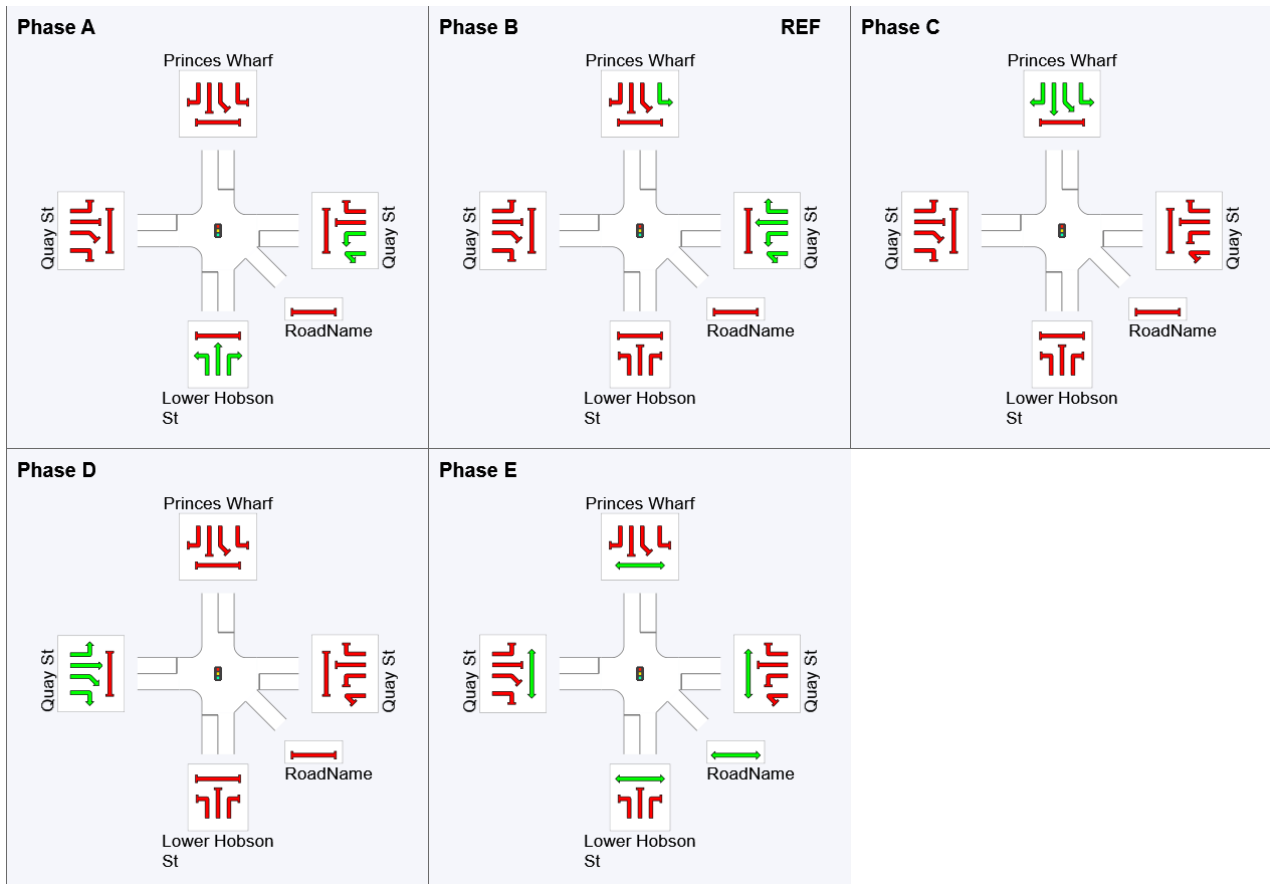 Phase A
Princes Wharf
Quay St
Quay St
RoadName
Lower Hobson
St
Phase B
REF
Princes Wharf
Quay St
Quay St
RoadName
Lower Hobson
St
Phase C
Princes Wharf
Quay St
Quay St
RoadName
Lower Hobson
St
Phase D
Princes Wharf
Quay St
Quay St
RoadName
Lower Hobson
St
Phase E
Princes Wharf
Quay St
Quay St
RoadName
Lower Hobson
St